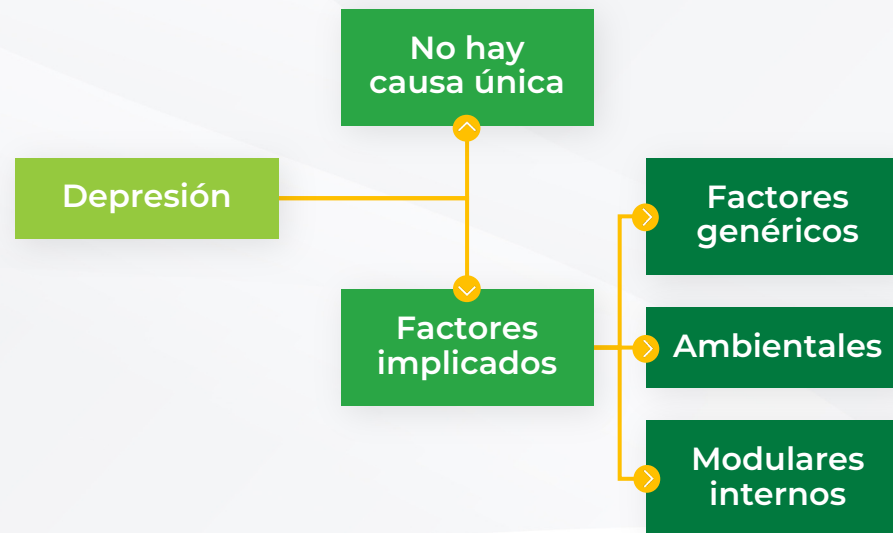 No hay
causa única
Depresión
Factores
implicados
Factores
genéricos
Ambientales
Modulares
internos